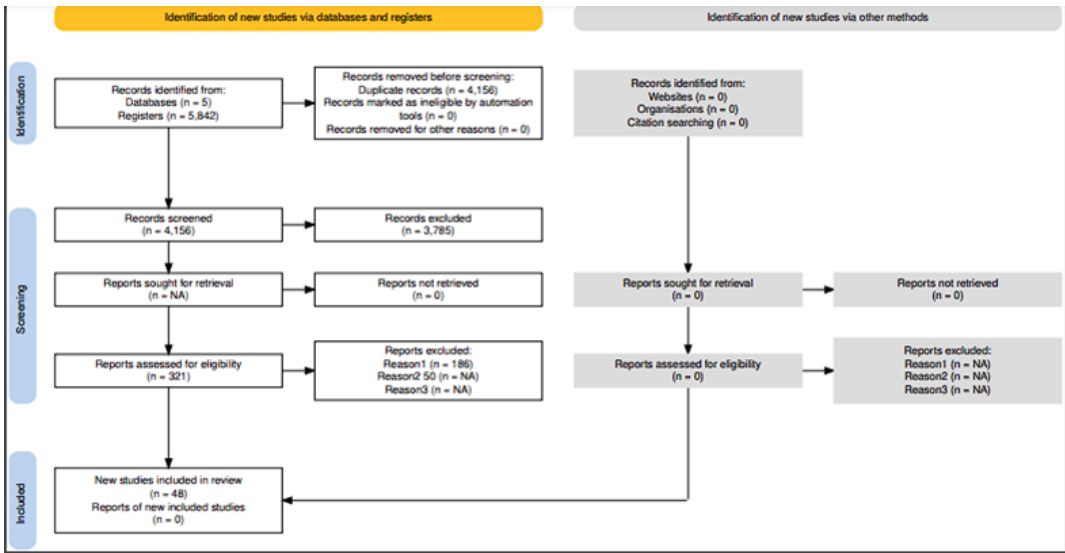 Identification of new studies via databases and registers
Identification of new studies via other methods
Identification
Records identified from:
Databases (n = 5)
Registers (n = 5,842)
Records removed before screening:
Duplicate records (n = 4,156)
Records marked as ineligible by automation
tools (n = 0)
Records removed for other reasons (n = 0)
Records identified from:
Websites (n = 0)
Organisations (n = 0)
Citation searching (n = 0)
Screening
Records screened
(n = 4,156)
Records excluded
(n = 3,785)
Reports sought for retrieval
(n = NA)
Reports not retrieved
(n = 0)
Reports sought for retrieval
(n = 0)
Reports not retrieved
(n = 0)
Reports assessed for eligibility
(n = 321)
Reports excluded:
Reason1 (n = 186)
Reason2 50 (n = NA)
Reason3 (n = NA)
Reports assessed for eligibility
(n = 0)
Reports excluded:
Reason1 (n = NA)
Reason2 (n = NA)
Reason3 (n = NA)
Included
New studies included in review
(n = 48)
Reports of new included studies
(n = 0)